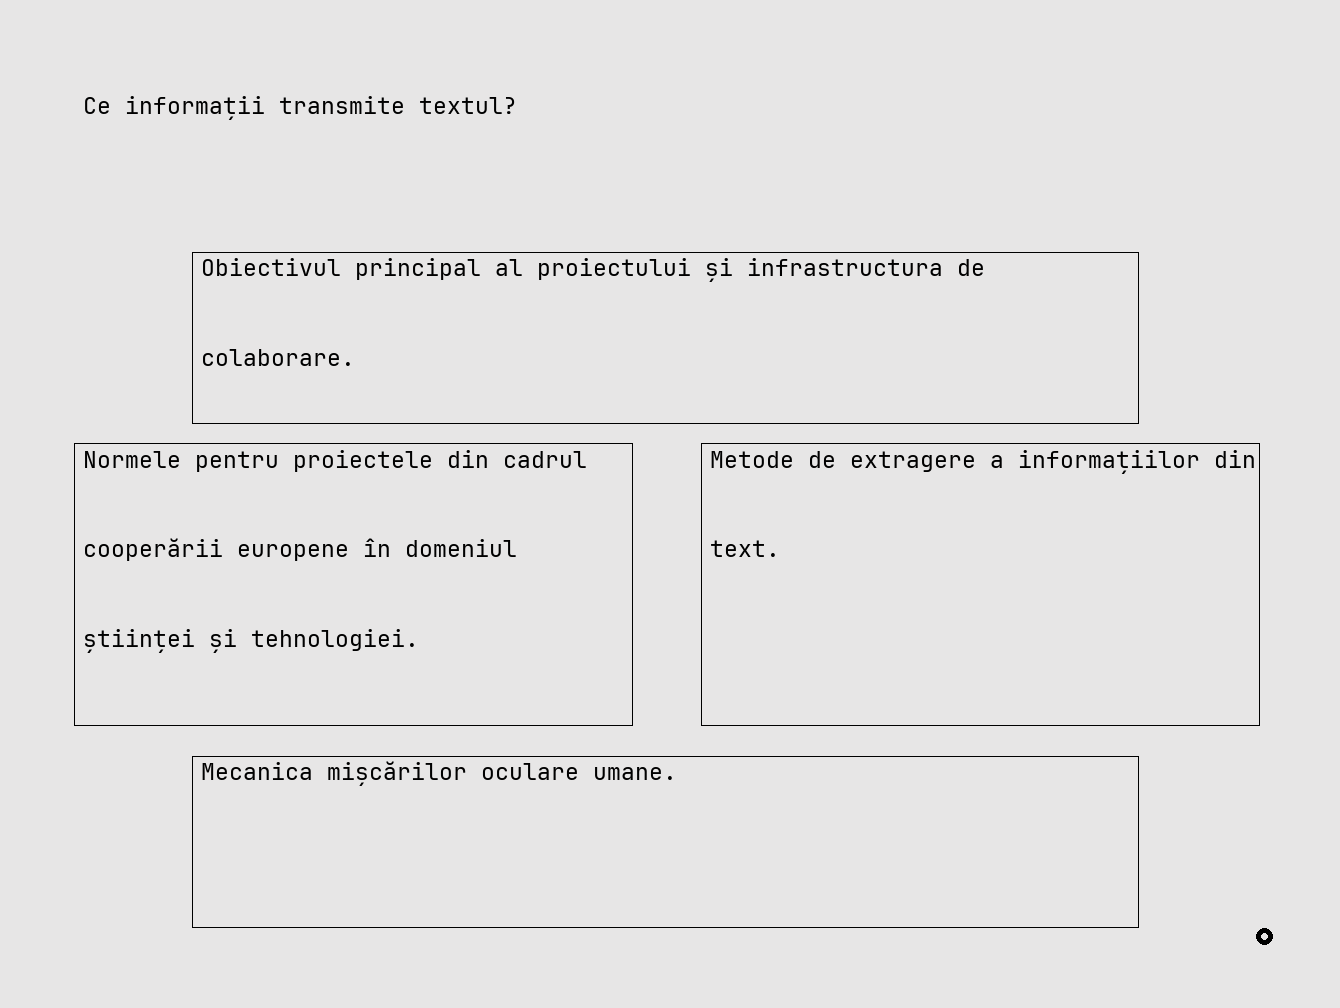 Ce informații transmite textul?
Obiectivul principal al proiectului și infrastructura de
colaborare.
Normele pentru proiectele din cadrul
cooperării europene în domeniul
științei și tehnologiei.
Metode de extragere a informațiilor din
text.
Mecanica mișcărilor oculare umane.